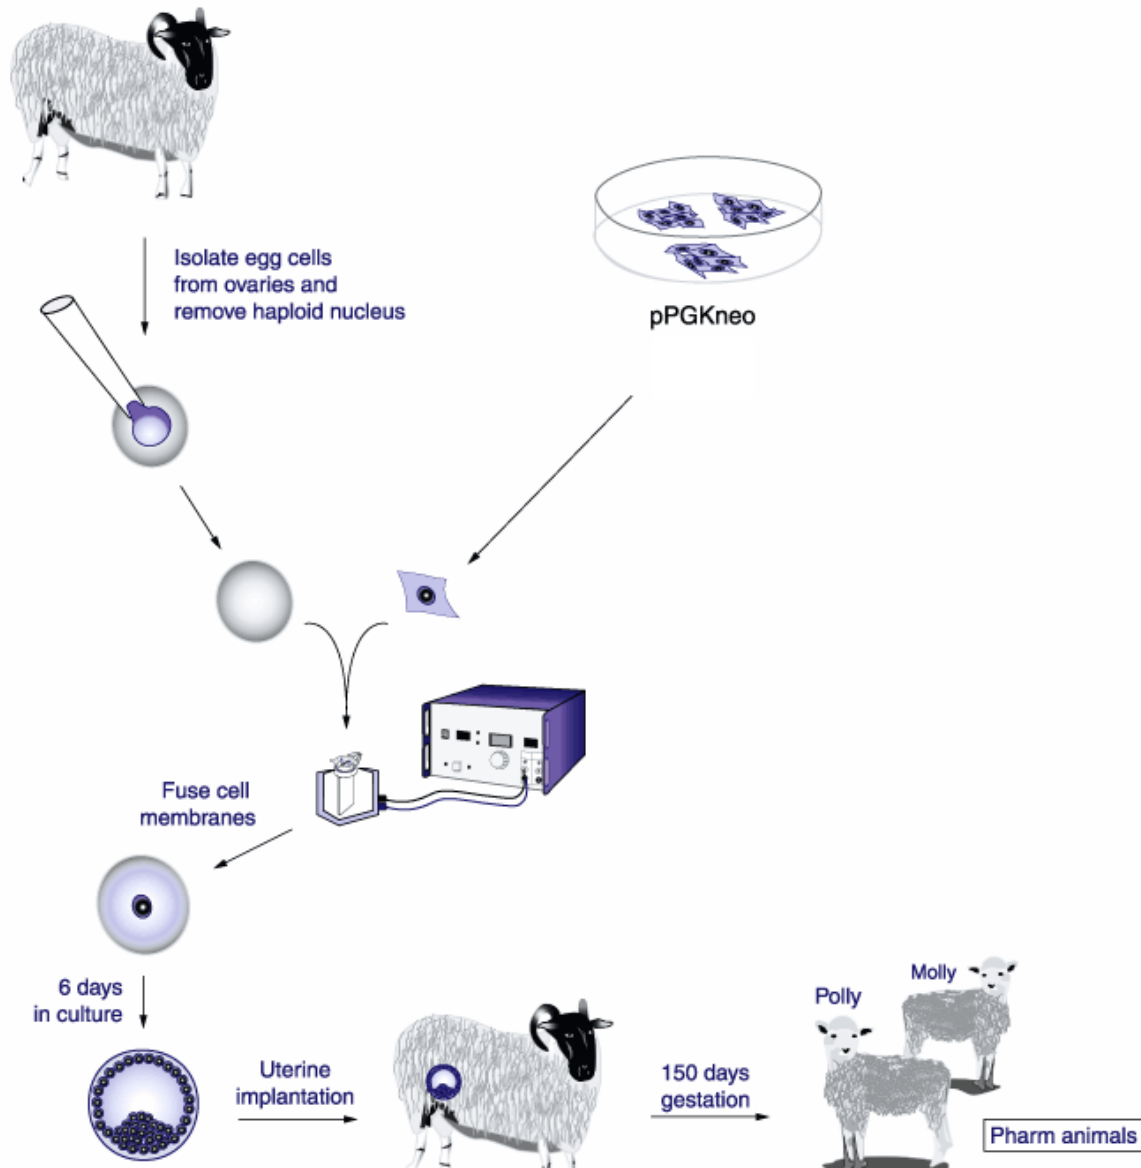 Isolate egg cells
from ovaries and
remove haploid nucleus
pPGKneo
Fuse cell
membranes
6 days
in culture
Uterine
implantation
150 days
gestation
Molly
Polly
Pharm animals